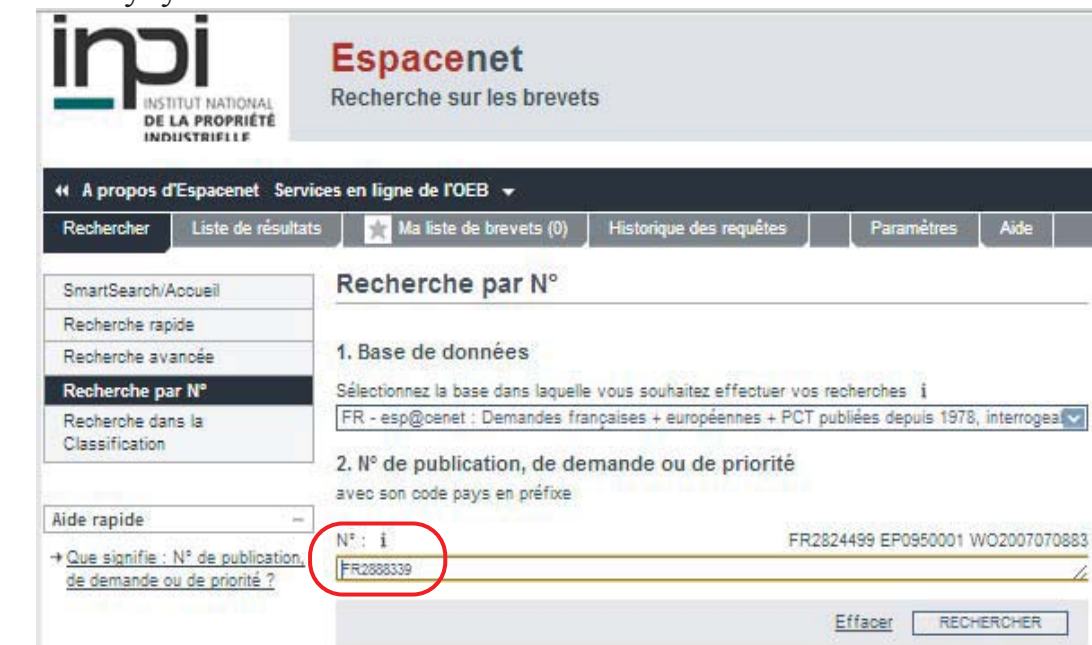 inpi
INSTITUT NATIONAL
DE LA PROPRIÉTÉ
INDUSTRIELLE
Espacenet
Recherche sur les brevets
A propos d'Espacenet Services en ligne de l'OEB
Rechercher Liste de résultats Ma liste de brevets (0) Historique des requêtes Paramètres Aide
SmartSearch/Accueil
Recherche rapide
Recherche avancée
Recherche par N°
Recherche dans la
Classification
Aide rapide
Que signifie : N° de publication,
de demande ou de priorité ?
Recherche par N°
1. Base de données
Sélectionnez la base dans laquelle vous souhaitez effectuer vos recherches i
FR - esp@cenet : Demandes françaises + européennes + PCT publiées depuis 1978, interrogea
2. N° de publication, de demande ou de priorité
avec son code pays en préfixe
N° : i FR2824499 EP0950001 WO2007070883
FR2888339
Effacer RECHERCHER